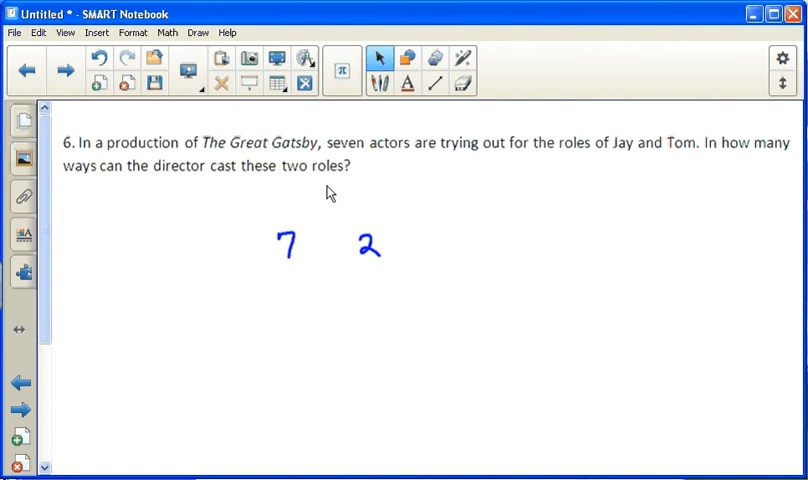 Untitled * - SMART Notebook
File Edit View Insert Format Math Draw Help
π
A
6. In a production of The Great Gatsby, seven actors are trying out for the roles of Jay and Tom. In how many
ways can the director cast these two roles?
7 2